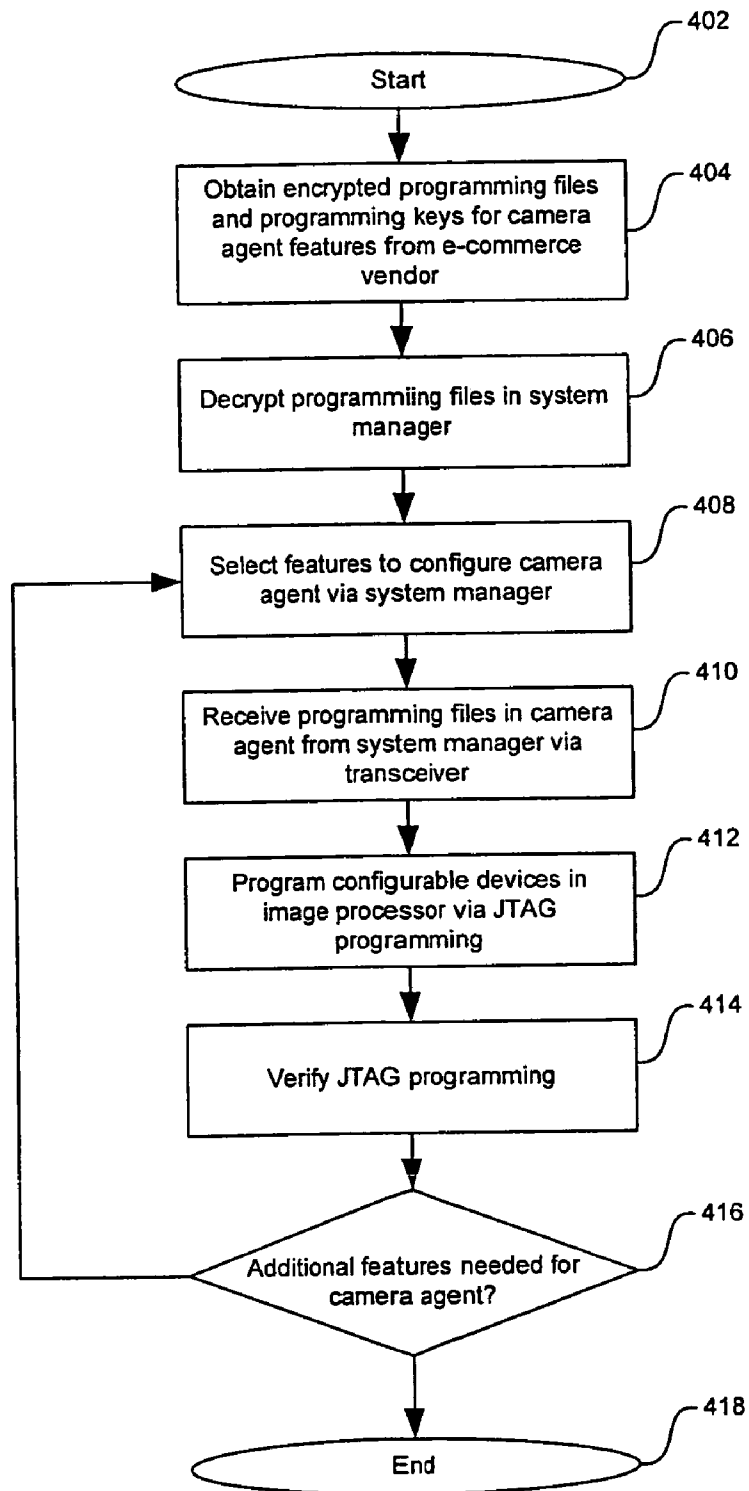 402
Start
404
Obtain encrypted programming files
and programming keys for camera
agent features from e-commerce
vendor
406
Decrypt programmiing files in system
manager
408
Select features to configure camera
agent via system manager
410
Receive programming files in camera
agent from system manager via
transceiver
412
Program configurable devices in
image processor via JTAG
programming
414
Verify JTAG programming
416
Additional features needed for
camera agent?
418
End